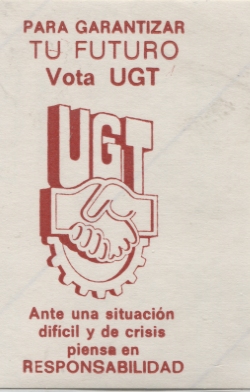 PARA GARANTIZAR
TU FUTURO
Vota UGT
UGT
Ante una situación
difícil y de crisis
piensa en
RESPONSABILIDAD